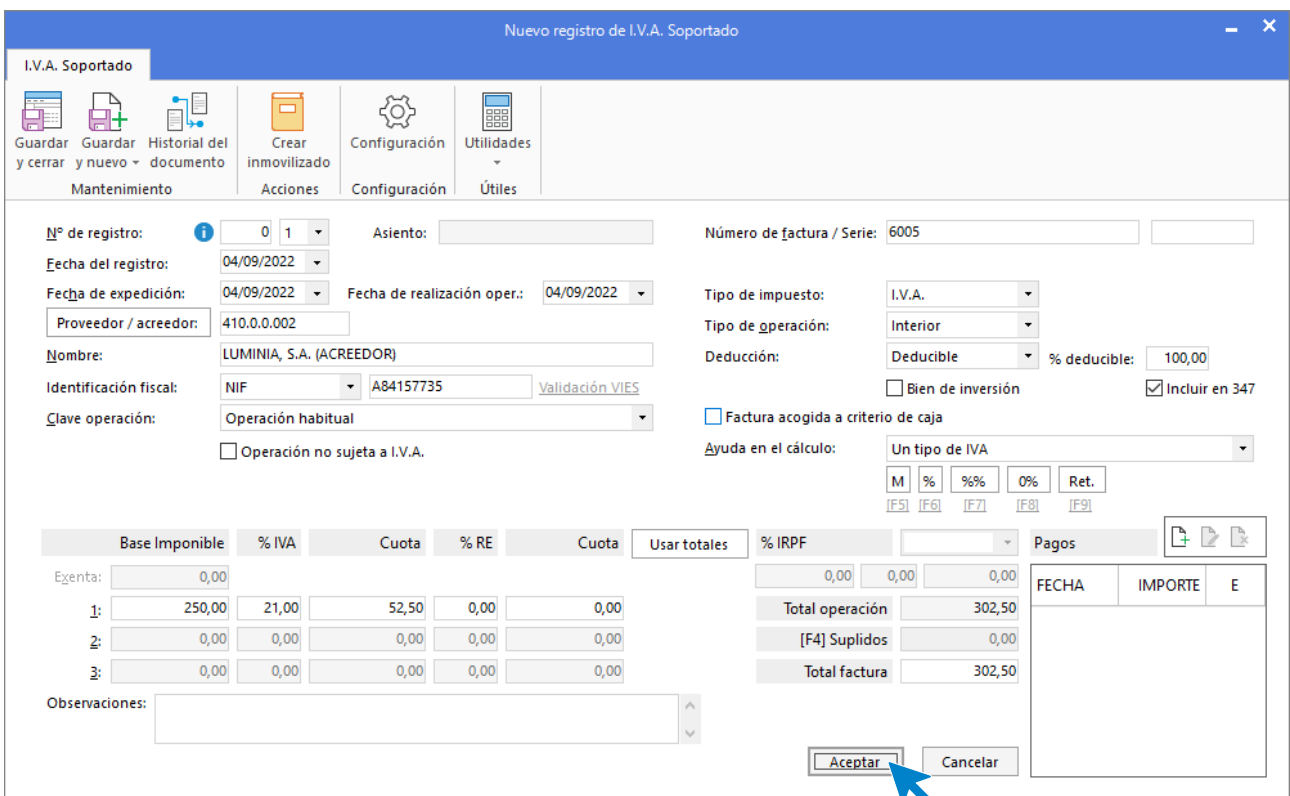 Nuevo registro de I.V.A. Soportado
I.V.A. Soportado
Guardar y cerrar
Guardar y nuevo
Historial del documento
Crear inmovilizado
Configuración
Utilidades
Mantenimiento
Acciones
Configuración
Útiles
Nº de registro: i 0 1 Asiento: Número de factura / Serie: 6005
Fecha del registro: 04/09/2022
Fecha de expedición: 04/09/2022 Fecha de realización oper.: 04/09/2022 Tipo de impuesto: I.V.A.
Proveedor / acreedor: 410.0.0.002 Tipo de operación: Interior
Nombre: LUMINIA, S.A. (ACREEDOR) Deducción: Deducible % deducible: 100,00
Identificación fiscal: NIF A84157735 Validación VIES Bien de inversión Incluir en 347
Clave operación: Operación habitual Factura acogida a criterio de caja
Operación no sujeta a I.V.A. Ayuda en el cálculo: Un tipo de IVA
M % %% 0% Ret.
[F5] [F6] [F7] [F8] [F9]
Base Imponible % IVA Cuota % RE Cuota Usar totales % IRPF Pagos
Exenta: 0,00 0,00 0,00 0,00 FECHA IMPORTE E
1: 250,00 21,00 52,50 0,00 0,00 Total operación 302,50
2: 0,00 0,00 0,00 0,00 0,00 [F4] Suplidos 0,00
3: 0,00 0,00 0,00 0,00 0,00 Total factura 302,50
Observaciones:
Aceptar Cancelar